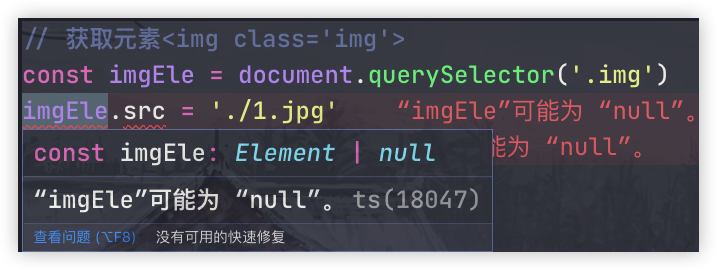 // 获取元素<img class='img'>
const imgEle = document.querySelector('.img')
imgEle.src = './1.jpg' “imgEle”可能为 “null”。
能为 “null”。
const imgEle: Element | null
“imgEle”可能为 “null”。 ts(18047)
查看问题 (⌥F8) 没有可用的快速修复